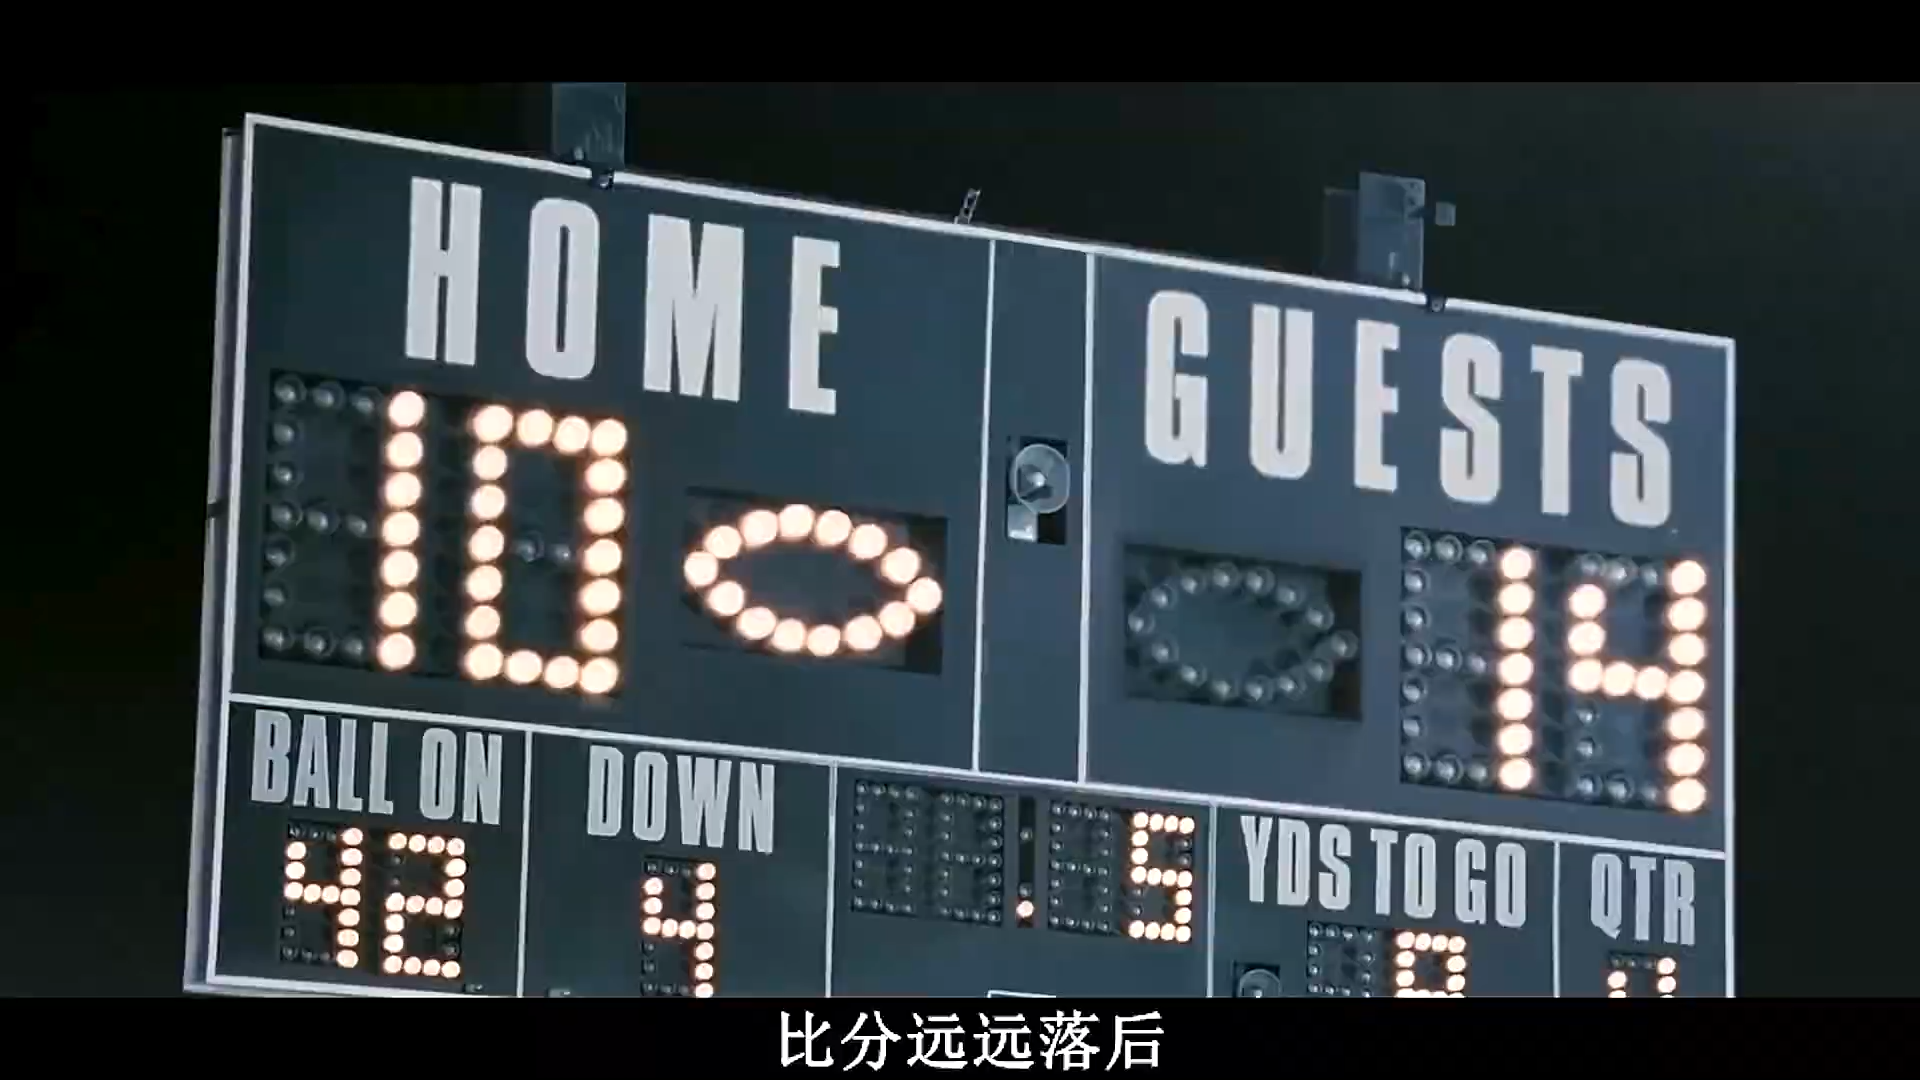 HOME
GUESTS
10
14
BALL ON
DOWN
YDS TO GO
QTR
42
4
.5
比分远远落后